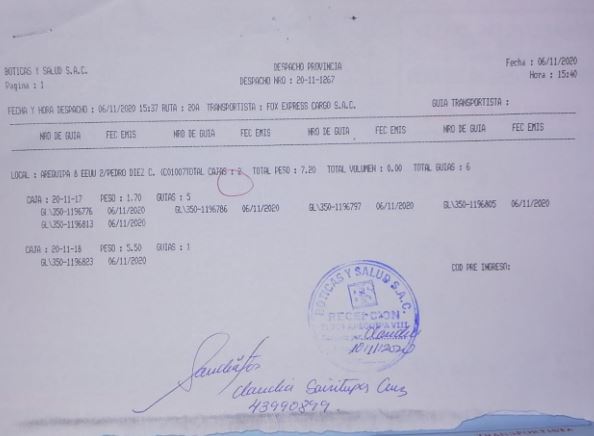 BOTICAS Y SALUD S.A.C.
Pagina : 1
DESPACHO PROVINCIA
DESPACHO NRO : 20-11-1267
Fecha : 06/11/2020
Hora : 15:40
FECHA Y HORA DESPACHO : 06/11/2020 15:37 RUTA : 20A TRANSPORTISTA : FOX EXPRESS CARGO S.A.C. GUIA TRANSPORTISTA :
NRO DE GUIA FEC EMIS NRO DE GUIA FEC EMIS NRO DE GUIA FEC EMIS NRO DE GUIA FEC EMIS
LOCAL : AREQUIPA 8 EEUU 2/PEDRO DIEZ C. (C01007TOTAL CAJAS : 2 TOTAL PESO : 7.20 TOTAL VOLUMEN : 0.00 TOTAL GUIAS : 6
CAJA : 20-11-17 PESO : 1.70 GUIAS : 5
GL\350-1196776 06/11/2020 GL\350-1196786 06/11/2020 GL\350-1196797 06/11/2020 GL\350-1196805 06/11/2020
GL\350-1196813 06/11/2020
CAJA : 20-11-18 PESO : 5.50 GUIAS : 1
GL\350-1196823 06/11/2020
COD PRE INGRESO:
BOTICAS Y SALUD S.A.C.
RECEPCION
AREQUIPA VIII
Claudia
10/11/2020
Claudia Cruz
43990899